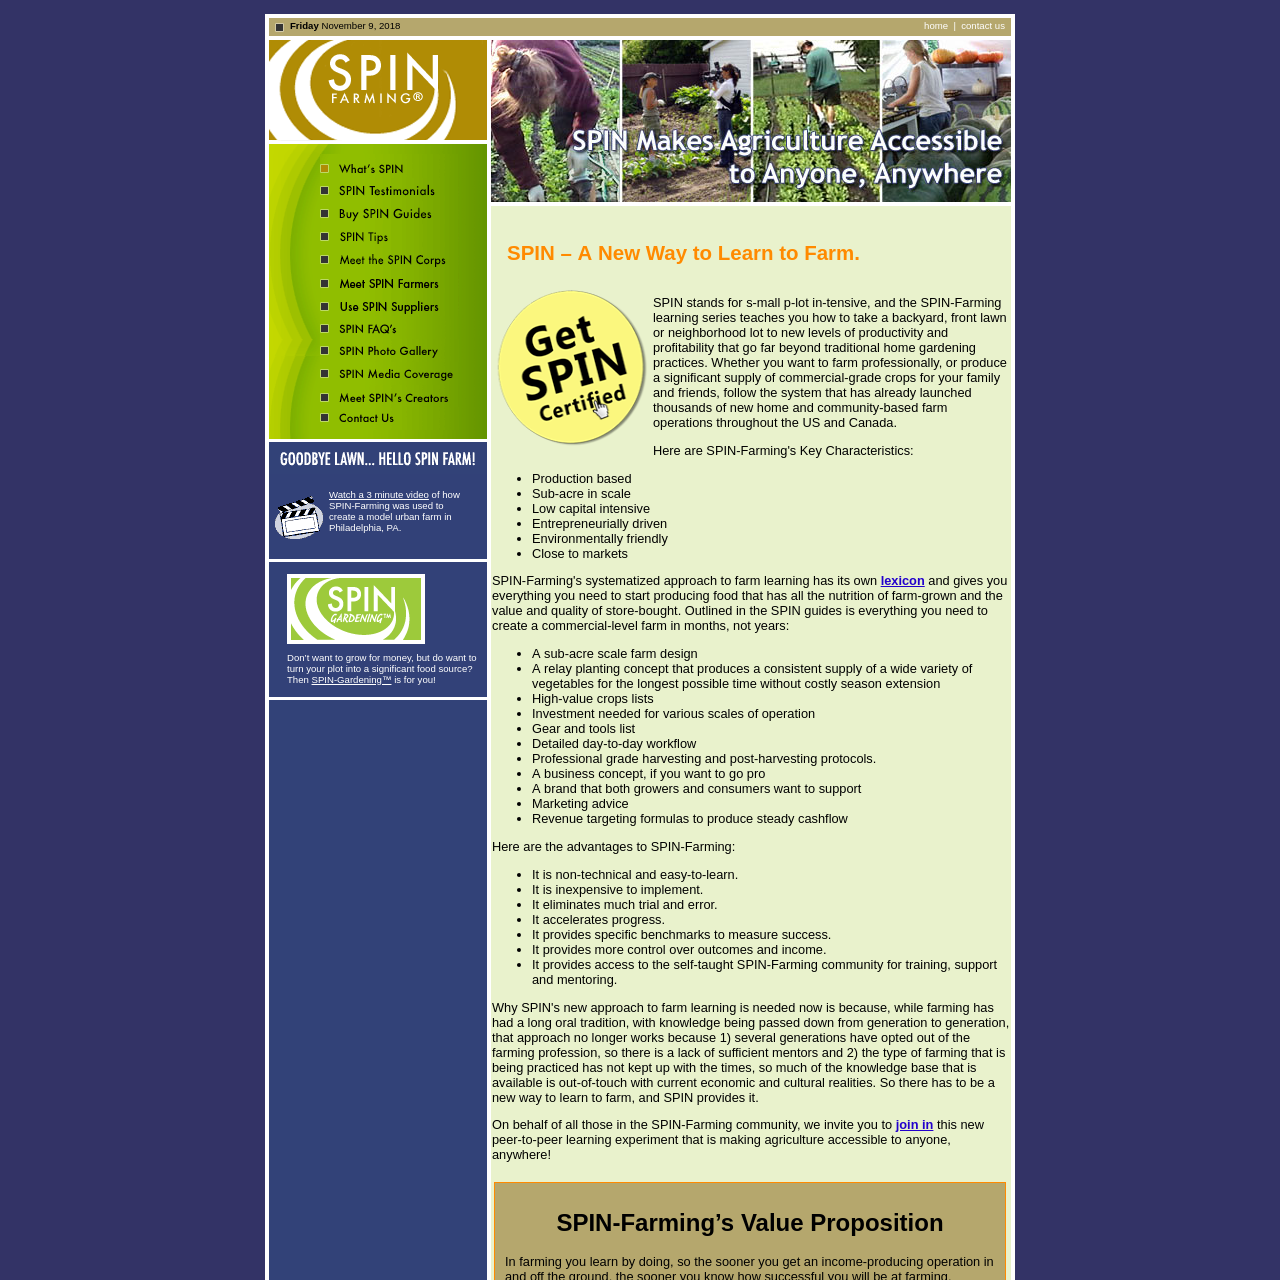 Friday November 9, 2018
home | contact us
SPIN
FARMING®
SPIN Makes Agriculture Accessible
to Anyone, Anywhere
What's SPIN
SPIN Testimonials
Buy SPIN Guides
SPIN Tips
Meet the SPIN Corps
Meet SPIN Farmers
Use SPIN Suppliers
SPIN FAQ's
SPIN Photo Gallery
SPIN Media Coverage
Meet SPIN's Creators
Contact Us
GOODBYE LAWN... HELLO SPIN FARM!
Watch a 3 minute video of how
SPIN-Farming was used to
create a model urban farm in
Philadelphia, PA.
SPIN
GARDENING™
Don't want to grow for money, but do want to
turn your plot into a significant food source?
Then SPIN-Gardening™ is for you!
SPIN – A New Way to Learn to Farm.
Get
SPIN
Certified
SPIN stands for s-mall p-lot in-tensive, and the SPIN-Farming
learning series teaches you how to take a backyard, front lawn
or neighborhood lot to new levels of productivity and
profitability that go far beyond traditional home gardening
practices. Whether you want to farm professionally, or produce
a significant supply of commercial-grade crops for your family
and friends, follow the system that has already launched
thousands of new home and community-based farm
operations throughout the US and Canada.
Here are SPIN-Farming's Key Characteristics:
• Production based
• Sub-acre in scale
• Low capital intensive
• Entrepreneurially driven
• Environmentally friendly
• Close to markets
SPIN-Farming's systematized approach to farm learning has its own lexicon and gives you
everything you need to start producing food that has all the nutrition of farm-grown and the
value and quality of store-bought. Outlined in the SPIN guides is everything you need to
create a commercial-level farm in months, not years:
• A sub-acre scale farm design
• A relay planting concept that produces a consistent supply of a wide variety of
vegetables for the longest possible time without costly season extension
• High-value crops lists
• Investment needed for various scales of operation
• Gear and tools list
• Detailed day-to-day workflow
• Professional grade harvesting and post-harvesting protocols.
• A business concept, if you want to go pro
• A brand that both growers and consumers want to support
• Marketing advice
• Revenue targeting formulas to produce steady cashflow
Here are the advantages to SPIN-Farming:
• It is non-technical and easy-to-learn.
• It is inexpensive to implement.
• It eliminates much trial and error.
• It accelerates progress.
• It provides specific benchmarks to measure success.
• It provides more control over outcomes and income.
• It provides access to the self-taught SPIN-Farming community for training, support
and mentoring.
Why SPIN's new approach to farm learning is needed now is because, while farming has
had a long oral tradition, with knowledge being passed down from generation to generation,
that approach no longer works because 1) several generations have opted out of the
farming profession, so there is a lack of sufficient mentors and 2) the type of farming that is
being practiced has not kept up with the times, so much of the knowledge base that is
available is out-of-touch with current economic and cultural realities. So there has to be a
new way to learn to farm, and SPIN provides it.
On behalf of all those in the SPIN-Farming community, we invite you to join in this new
peer-to-peer learning experiment that is making agriculture accessible to anyone,
anywhere!
SPIN-Farming's Value Proposition
In farming you learn by doing, so the sooner you get an income-producing operation in
and off the ground, the sooner you know how successful you will be at farming.